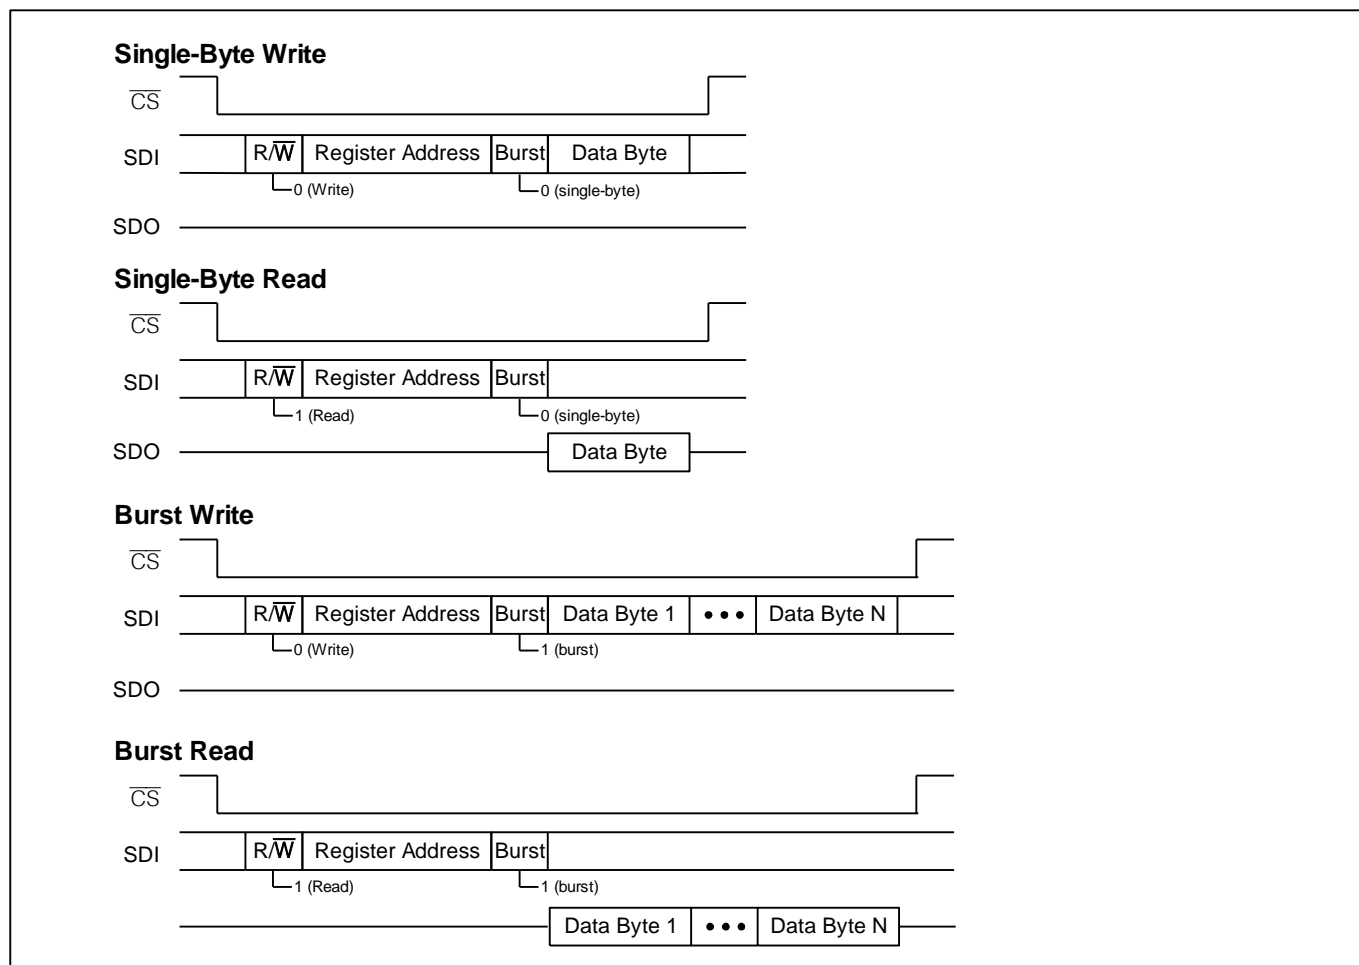 Single-Byte Write
CS
SDI R/W Register Address Burst Data Byte
0 (Write) 0 (single-byte)
SDO
Single-Byte Read
CS
SDI R/W Register Address Burst
1 (Read) 0 (single-byte)
SDO Data Byte
Burst Write
CS
SDI R/W Register Address Burst Data Byte 1 ••• Data Byte N
0 (Write) 1 (burst)
SDO
Burst Read
CS
SDI R/W Register Address Burst
1 (Read) 1 (burst)
Data Byte 1 ••• Data Byte N